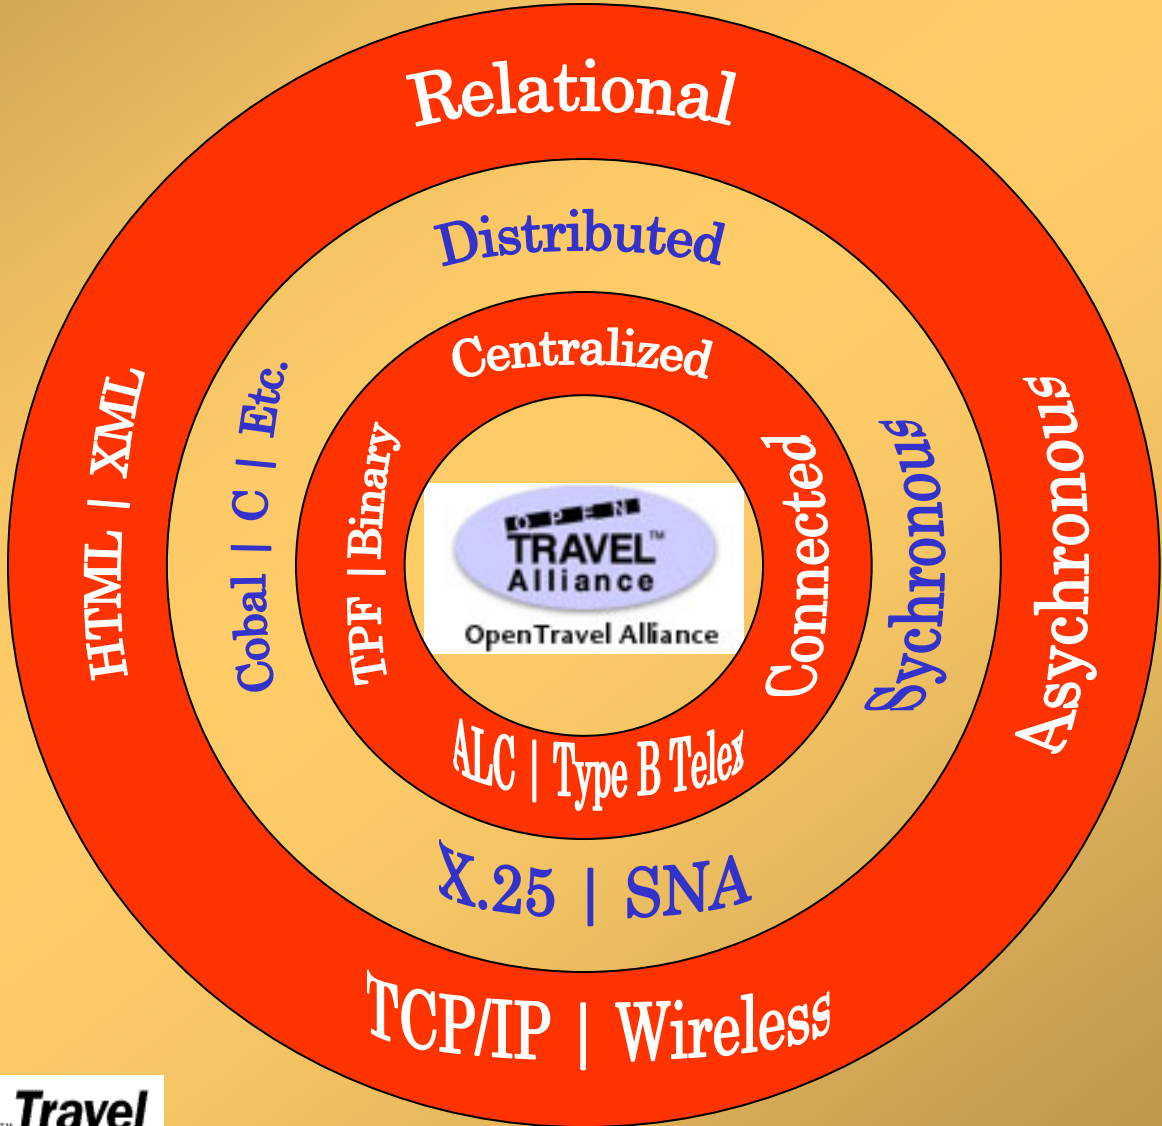 Relational
Distributed
Centralized
HTML | XML
Cobal | C | Etc.
TPF |Binary
OPEN
TRAVEL™
Alliance
OpenTravel Alliance
Connected
Sychronous
Asychronous
ALC | Type B Telex
X.25 | SNA
TCP/IP | Wireless
™Travel